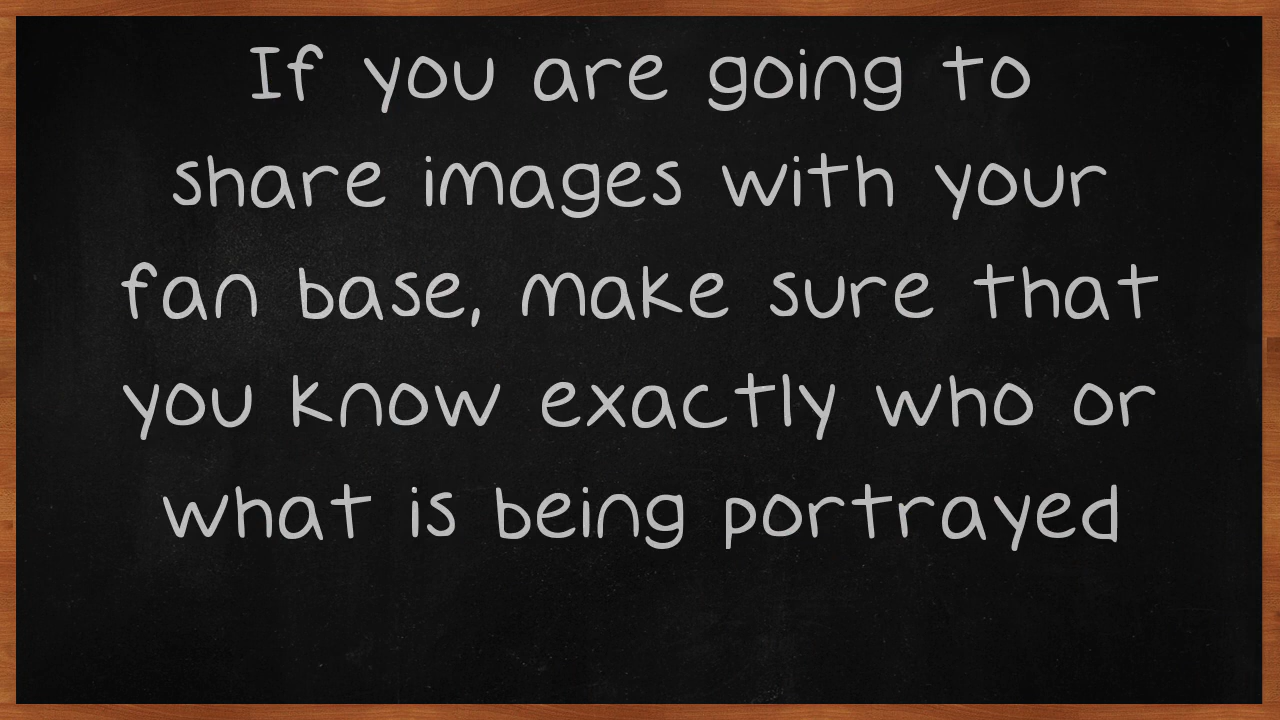 If you are going to
share images with your
fan base, make sure that
you know exactly who or
what is being portrayed